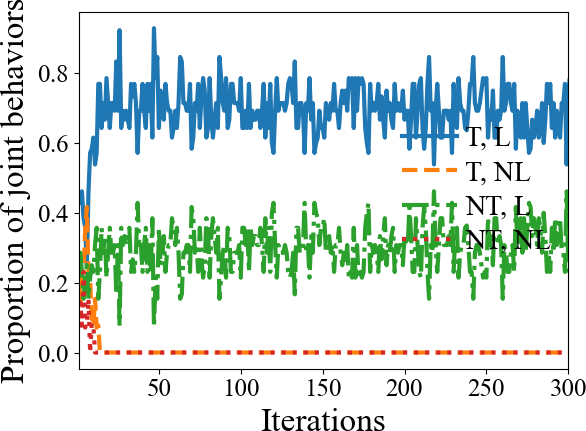 Proportion of joint behaviors
0.8
0.6
0.4
0.2
0.0
T, L
T, NL
NT, L
NT, NL
50
100
150
200
250
300
Iterations